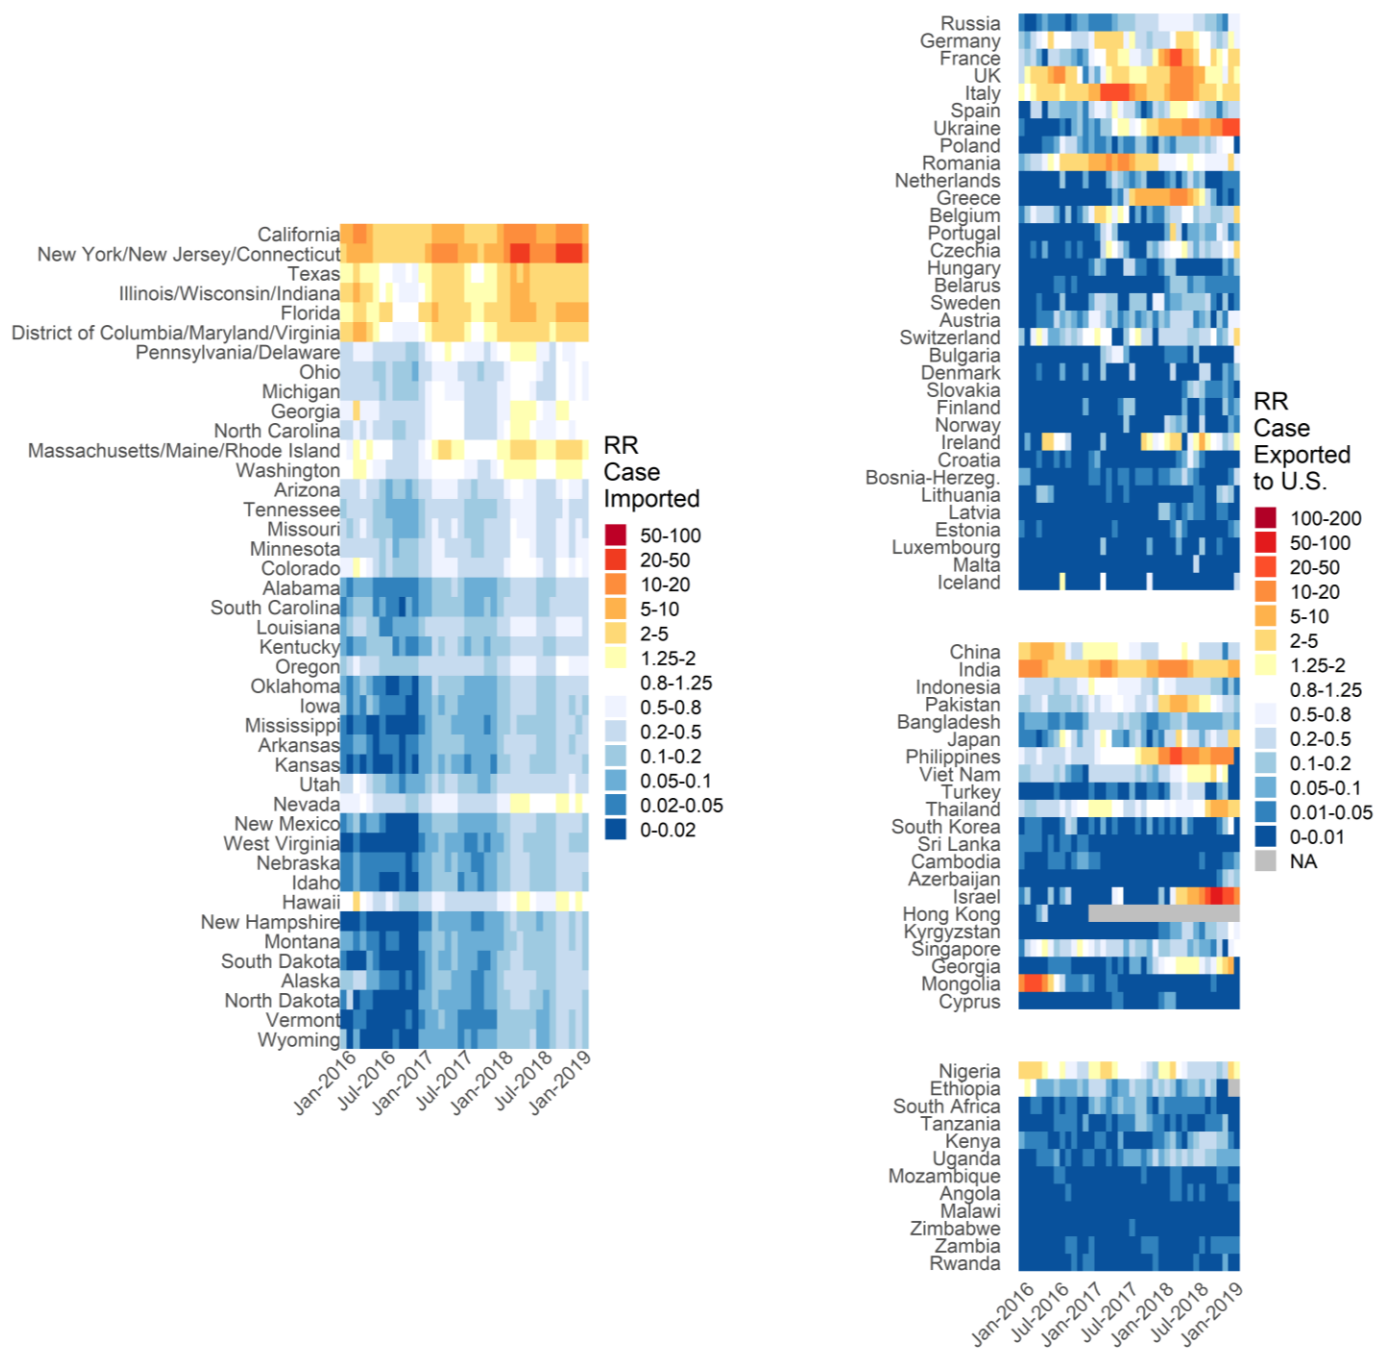 California
New York/New Jersey/Connecticut
Texas
Illinois/Wisconsin/Indiana
Florida
District of Columbia/Maryland/Virginia
Pennsylvania/Delaware
Ohio
Michigan
Georgia
North Carolina
Massachusetts/Maine/Rhode Island
Washington
Arizona
Tennessee
Missouri
Minnesota
Colorado
Alabama
South Carolina
Louisiana
Kentucky
Oregon
Oklahoma
Iowa
Mississippi
Arkansas
Kansas
Utah
Nevada
New Mexico
West Virginia
Nebraska
Idaho
Hawaii
New Hampshire
Montana
South Dakota
Alaska
North Dakota
Vermont
Wyoming
Jan-2016
Jul-2016
Jan-2017
Jul-2017
Jan-2018
Jul-2018
Jan-2019
RR
Case
Imported
50-100
20-50
10-20
5-10
2-5
1.25-2
0.8-1.25
0.5-0.8
0.2-0.5
0.1-0.2
0.05-0.1
0.02-0.05
0-0.02
Russia
Germany
France
UK
Italy
Spain
Ukraine
Poland
Romania
Netherlands
Greece
Belgium
Portugal
Czechia
Hungary
Belarus
Sweden
Austria
Switzerland
Bulgaria
Denmark
Slovakia
Finland
Norway
Ireland
Croatia
Bosnia-Herzeg.
Lithuania
Latvia
Estonia
Luxembourg
Malta
Iceland
China
India
Indonesia
Pakistan
Bangladesh
Japan
Philippines
Viet Nam
Turkey
Thailand
South Korea
Sri Lanka
Cambodia
Azerbaijan
Israel
Hong Kong
Kyrgyzstan
Singapore
Georgia
Mongolia
Cyprus
Nigeria
Ethiopia
South Africa
Tanzania
Kenya
Uganda
Mozambique
Angola
Malawi
Zimbabwe
Zambia
Rwanda
Jan-2016
Jul-2016
Jan-2017
Jul-2017
Jan-2018
Jul-2018
Jan-2019
RR
Case
Exported
to U.S.
100-200
50-100
20-50
10-20
5-10
2-5
1.25-2
0.8-1.25
0.5-0.8
0.2-0.5
0.1-0.2
0.05-0.1
0.01-0.05
0-0.01
NA